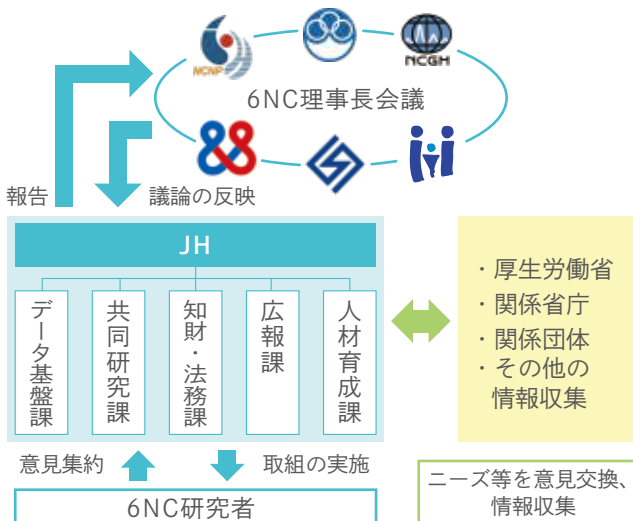 NCNP
NCGM
6NC理事長会議
報告
議論の反映
JH
データ基盤課
共同研究課
知財・法務課
広報課
人材育成課
・厚生労働省
・関係省庁
・関係団体
・その他の
情報収集
意見集約
取組の実施
6NC研究者
ニーズ等を意見交換、
情報収集